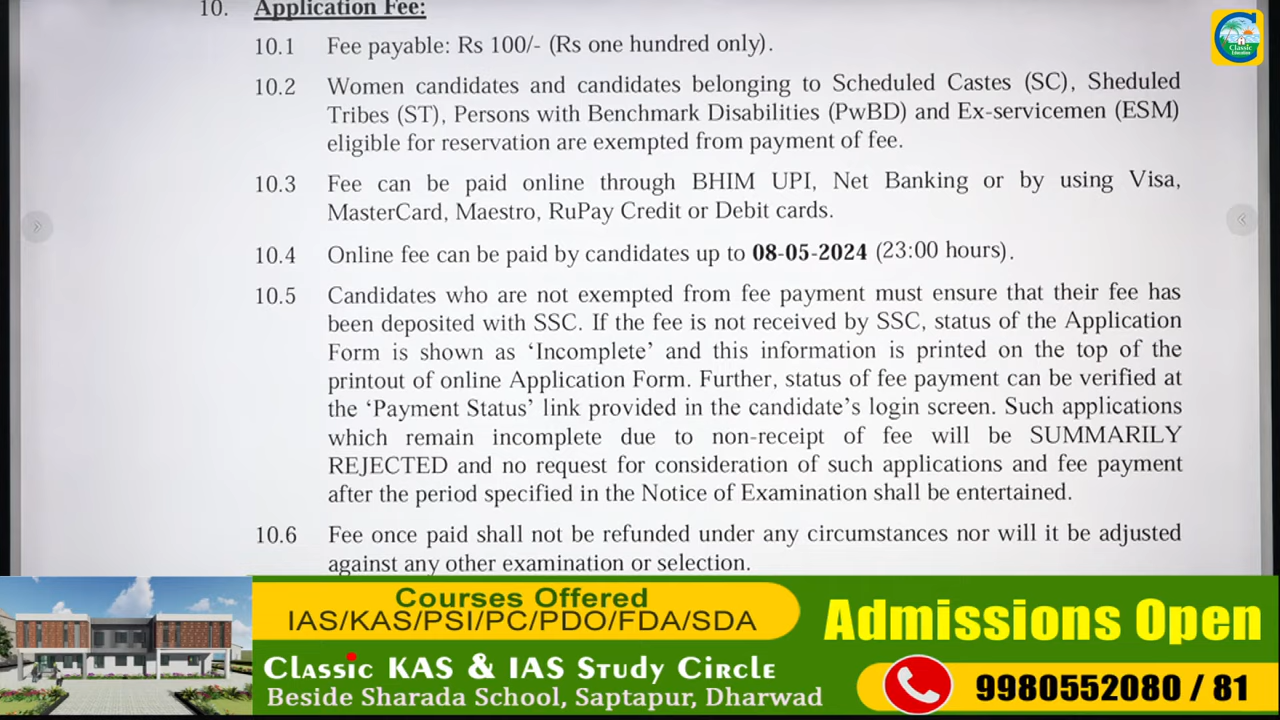 10. Application Fee:
10.1 Fee payable: Rs 100/- (Rs one hundred only).
10.2 Women candidates and candidates belonging to Scheduled Castes (SC), Sheduled
Tribes (ST), Persons with Benchmark Disabilities (PwBD) and Ex-servicemen (ESM)
eligible for reservation are exempted from payment of fee.
10.3 Fee can be paid online through BHIM UPI, Net Banking or by using Visa,
MasterCard, Maestro, RuPay Credit or Debit cards.
10.4 Online fee can be paid by candidates up to 08-05-2024 (23:00 hours).
10.5 Candidates who are not exempted from fee payment must ensure that their fee has
been deposited with SSC. If the fee is not received by SSC, status of the Application
Form is shown as ‘Incomplete’ and this information is printed on the top of the
printout of online Application Form. Further, status of fee payment can be verified at
the ‘Payment Status’ link provided in the candidate’s login screen. Such applications
which remain incomplete due to non-receipt of fee will be SUMMARILY
REJECTED and no request for consideration of such applications and fee payment
after the period specified in the Notice of Examination shall be entertained.
10.6 Fee once paid shall not be refunded under any circumstances nor will it be adjusted
against any other examination or selection.
Classic
Education
Courses Offered
IAS/KAS/PSI/PC/PDO/FDA/SDA
Classic KAS & IAS Study Circle
Beside Sharada School, Saptapur, Dharwad
Admissions Open
9980552080 / 81